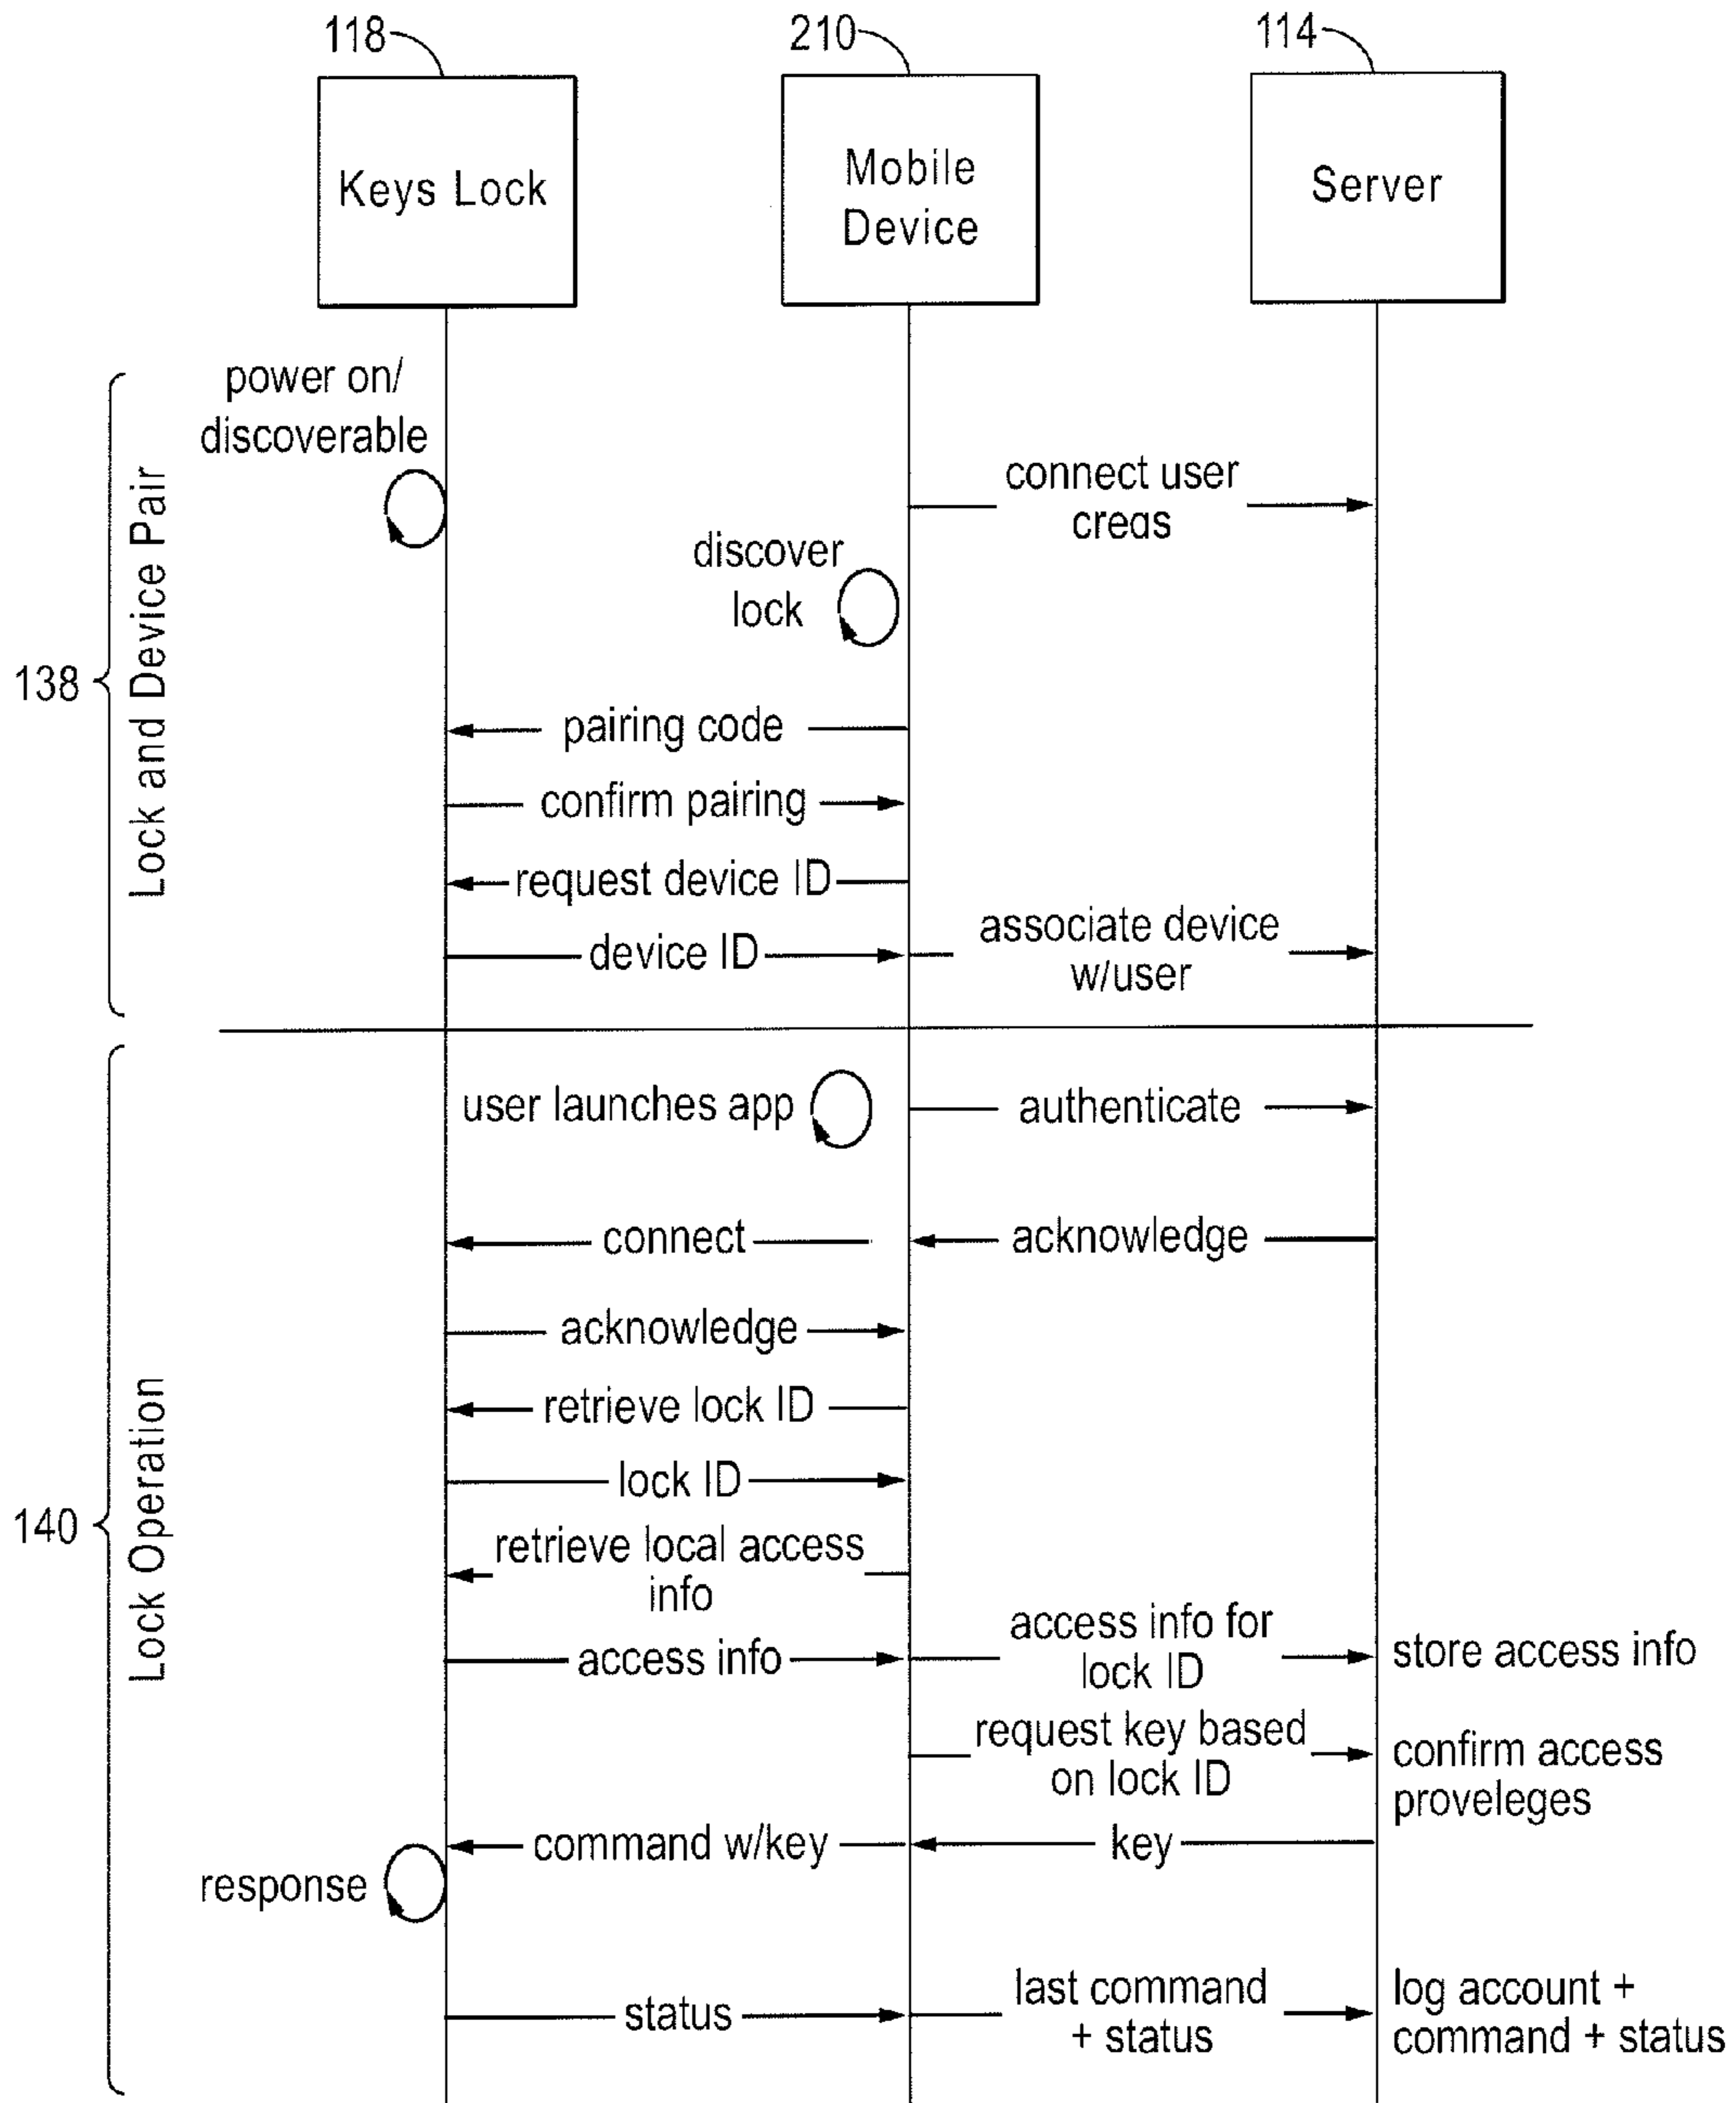 118
210
114
Keys Lock
Mobile
Device
Server
power on/
discoverable
connect user
creds
discover
lock
138
Lock and Device Pair
pairing code
confirm pairing
request device ID
device ID
associate device
w/user
user launches app
authenticate
connect
acknowledge
acknowledge
retrieve lock ID
lock ID
140
Lock Operation
retrieve local access
info
access info
access info for
lock ID
store access info
request key based
on lock ID
confirm access
proveleges
command w/key
key
response
status
last command
+ status
log account +
command + status